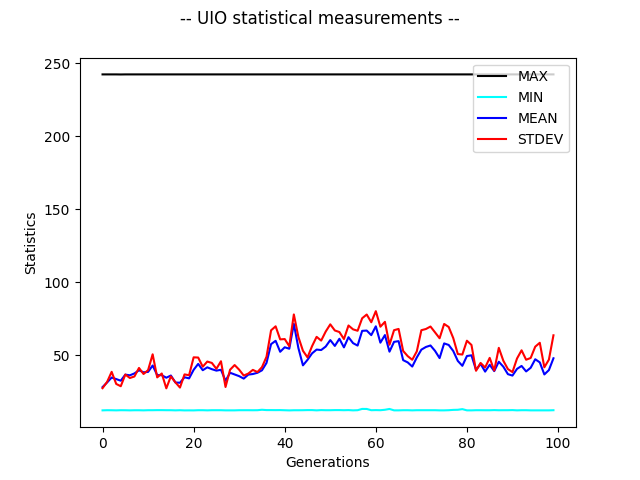 -- UIO statistical measurements --
250
200
150
100
50
Statistics
MAX
MIN
MEAN
STDEV
0 20 40 60 80 100
Generations